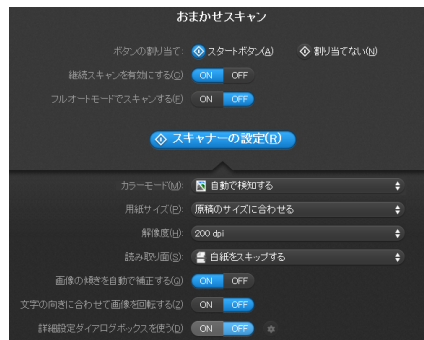 おまかせスキャン
ボタンの割り当て: スタートボタン(A) 割り当てない(N)
継続スキャンを有効にする(C) ON OFF
フルオートモードでスキャンする(F) ON OFF
スキャナーの設定(R)
カラーモード(M): 自動で検知する
用紙サイズ(P): 原稿のサイズに合わせる
解像度(H): 200 dpi
読み取り面(S): 白紙をスキップする
画像の傾きを自動で補正する(Q) ON OFF
文字の向きに合わせて画像を回転する(Z) ON OFF
詳細設定ダイアログボックスを使う(D) ON OFF